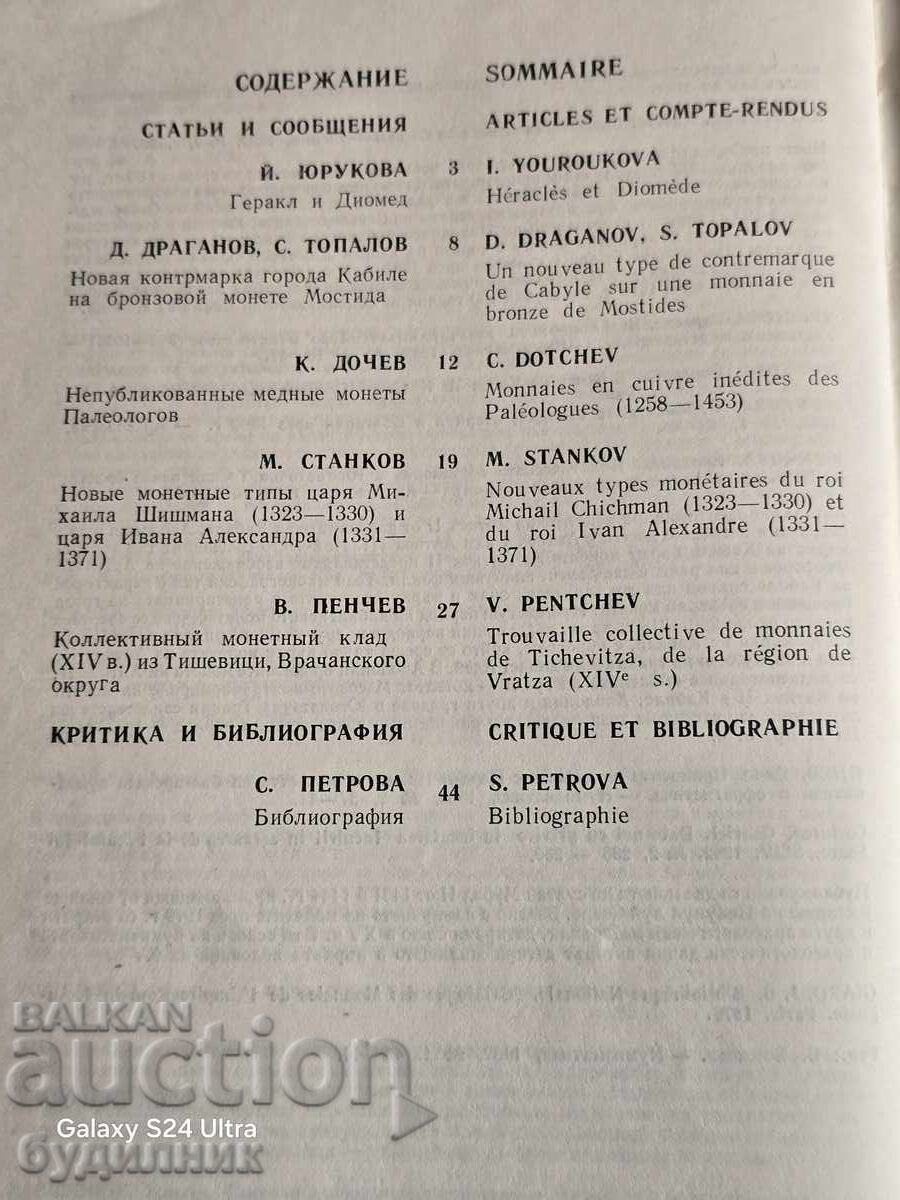 СОДЕРЖАНИЕ
СТАТЬИ И СООБЩЕНИЯ
Й. ЮРУКОВА
Геракл и Диомед
Д. ДРАГАНОВ, С. ТОПАЛОВ
Новая контрмарка города Кабиле
на бронзовой монете Мостида
К. ДОЧЕВ
Непубликованные медные монеты
Палеологов
М. СТАНКОВ
Новые монетные типы царя Ми-
хаила Шишмана (1323—1330) и
царя Ивана Александра (1331—
1371)
В. ПЕНЧЕВ
Коллективный монетный клад
(XIV в.) из Тишевици, Врачанского
округа
КРИТИКА И БИБЛИОГРАФИЯ
С. ПЕТРОВА
Библиография
3
8
12
19
27
44
SOMMAIRE
ARTICLES ET COMPTE-RENDUS
I. YOUROUKOVA
Héraclès et Diomède
D. DRAGANOV, S. TOPALOV
Un nouveau type de contremarque
de Cabyle sur une monnaie en
bronze de Mostides
C. DOTCHEV
Monnaies en cuivre inédites des
Paléologues (1258—1453)
M. STANKOV
Nouveaux types monétaires du roi
Michail Chichman (1323—1330) et
du roi Ivan Alexandre (1331—
1371)
V. PENTCHEV
Trouvaille collective de monnaies
de Tichevitza, de la région de
Vratza (XIVe s.)
CRITIQUE ET BIBLIOGRAPHIE
S. PETROVA
Bibliographie
BALKAN
auction
Galaxy S24 Ultra
будилник